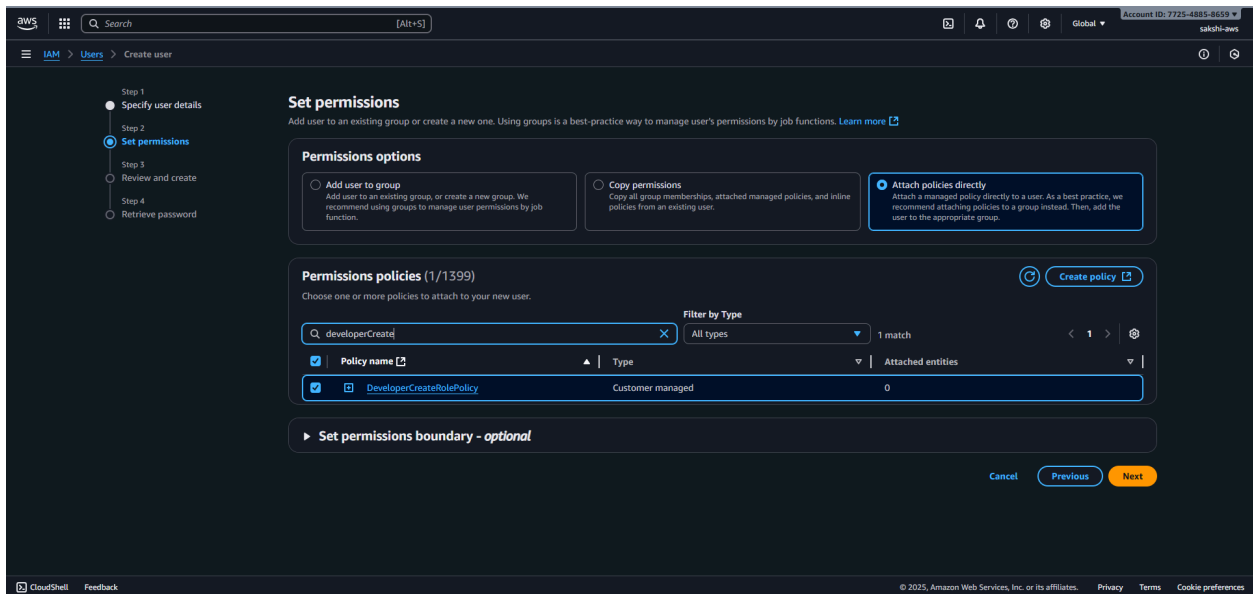 aws
Search [Alt+S]
Global
Account ID: 7725-4885-8659
sakshi-aws
IAM > Users > Create user
Step 1
Specify user details
Step 2
Set permissions
Step 3
Review and create
Step 4
Retrieve password
Set permissions
Add user to an existing group or create a new one. Using groups is a best-practice way to manage user's permissions by job functions. Learn more
Permissions options
Add user to group
Add user to an existing group, or create a new group. We
recommend using groups to manage user permissions by job
function.
Copy permissions
Copy all group memberships, attached managed policies, and inline
policies from an existing user.
Attach policies directly
Attach a managed policy directly to a user. As a best practice, we
recommend attaching policies to a group instead. Then, add the
user to the appropriate group.
Permissions policies (1/1399)
Create policy
Choose one or more policies to attach to your new user.
Filter by Type
developerCreate
All types
1 match
< 1 >
Policy name
Type
Attached entities
DeveloperCreateRolePolicy
Customer managed
0
Set permissions boundary - optional
Cancel
Previous
Next
CloudShell Feedback
© 2025, Amazon Web Services, Inc. or its affiliates. Privacy Terms Cookie preferences